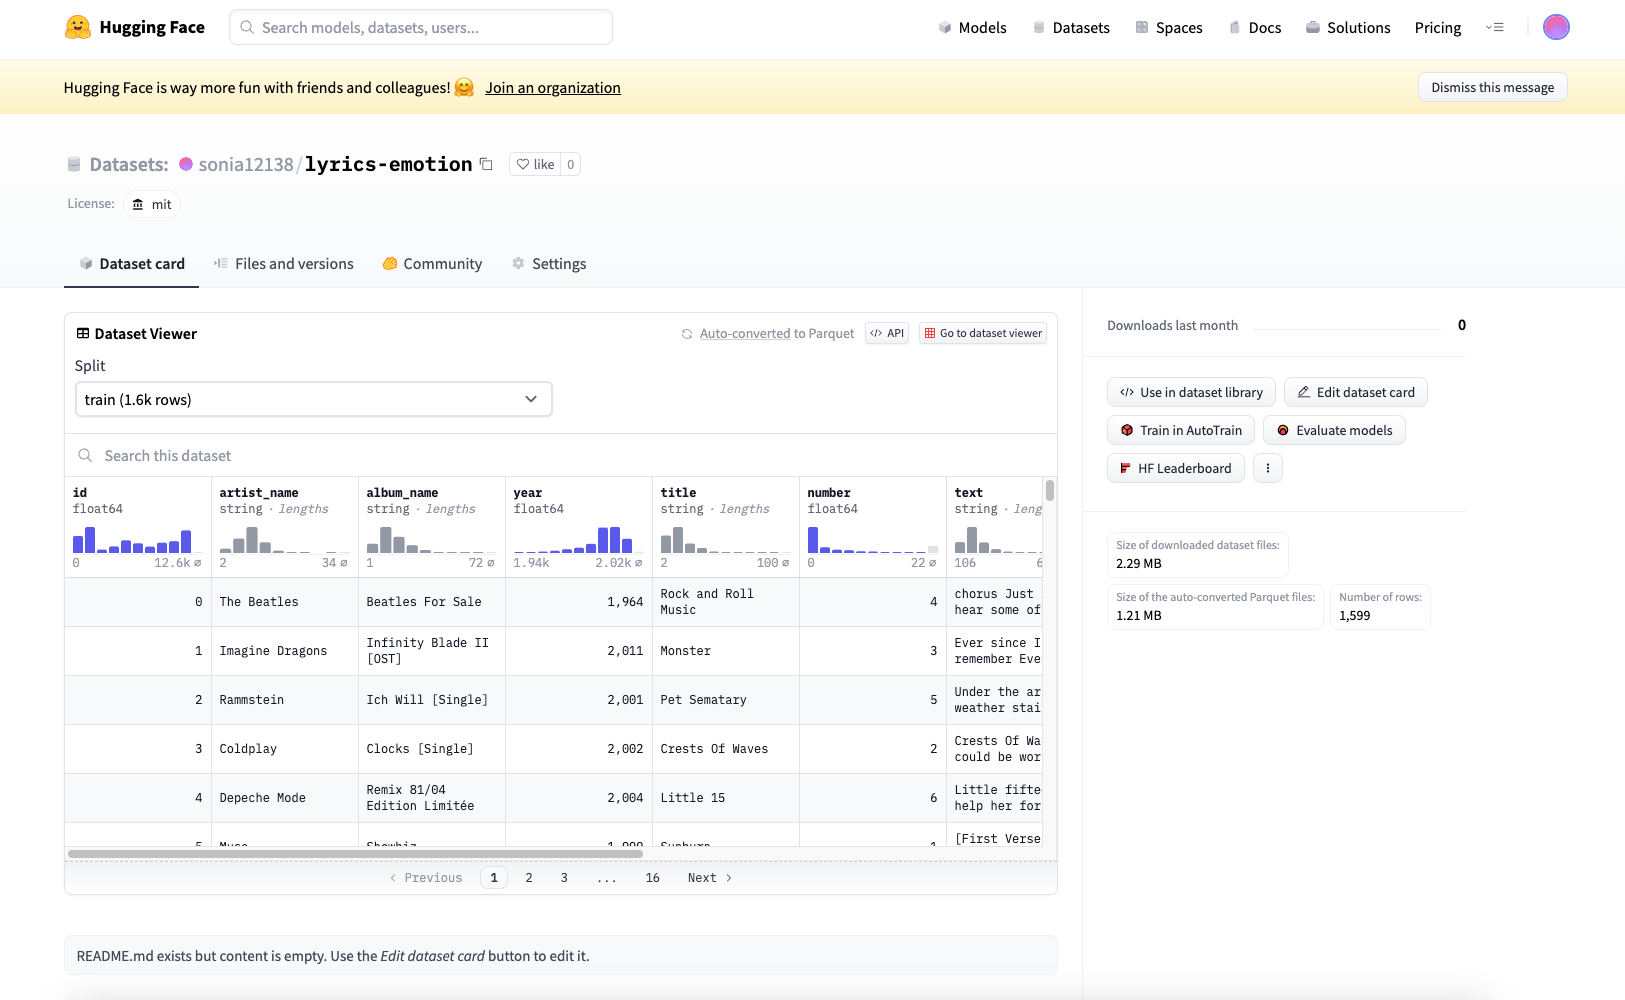 Hugging Face
Search models, datasets, users...
Models
Datasets
Spaces
Docs
Solutions
Pricing
Hugging Face is way more fun with friends and colleagues! 🤗 Join an organization
Dismiss this message
Datasets: sonia12138/lyrics-emotion
like 0
License: mit
Dataset card
Files and versions
Community
Settings
Dataset Viewer
Auto-converted to Parquet
</> API
Go to dataset viewer
Split
train (1.6k rows)
Search this dataset
id
float64
0 12.6k ⌀
artist_name
string · lengths
2 34 ⌀
album_name
string · lengths
1 72 ⌀
year
float64
1.94k 2.02k ⌀
title
string · lengths
2 100 ⌀
number
float64
0 22 ⌀
text
string · leng
106 6
0 The Beatles Beatles For Sale 1,964 Rock and Roll 4 chorus Just
Music hear some of
1 Imagine Dragons Infinity Blade II 2,011 Monster 3 Ever since I
[OST] remember Eve
2 Rammstein Ich Will [Single] 2,001 Pet Sematary 5 Under the ar
weather stai
3 Coldplay Clocks [Single] 2,002 Crests Of Waves 2 Crests Of Wa
could be wor
4 Depeche Mode Remix 81/04 2,004 Little 15 6 Little fifte
Edition Limitée help her for
5 Muse Showbiz 1,999 Sunburn 1 [First Verse
< Previous 1 2 3 ... 16 Next >
README.md exists but content is empty. Use the Edit dataset card button to edit it.
Downloads last month 0
</> Use in dataset library
Edit dataset card
Train in AutoTrain
Evaluate models
HF Leaderboard
Size of downloaded dataset files:
2.29 MB
Size of the auto-converted Parquet files:
1.21 MB
Number of rows:
1,599